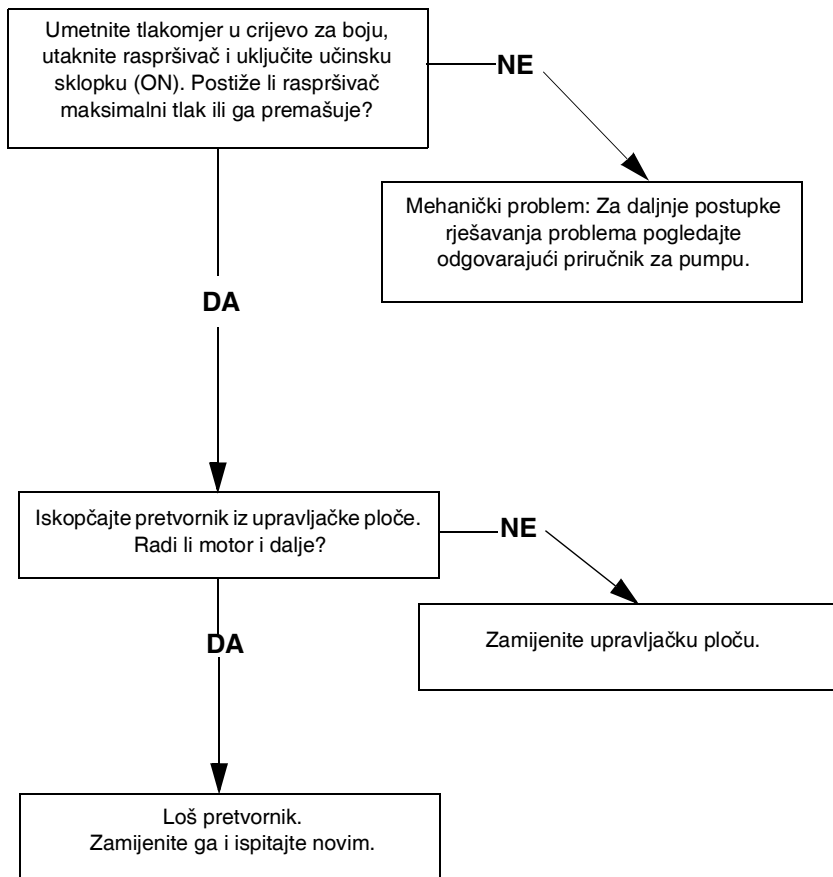 Umetnite tlakomjer u crijevo za boju,
utaknite raspršivač i uključite učinsku
sklopku (ON). Postiže li raspršivač
maksimalni tlak ili ga premašuje?
NE
Mehanički problem: Za daljnje postupke
rješavanja problema pogledajte
odgovarajući priručnik za pumpu.
DA
Iskopčajte pretvornik iz upravljačke ploče.
Radi li motor i dalje?
NE
Zamijenite upravljačku ploču.
DA
Loš pretvornik.
Zamijenite ga i ispitajte novim.